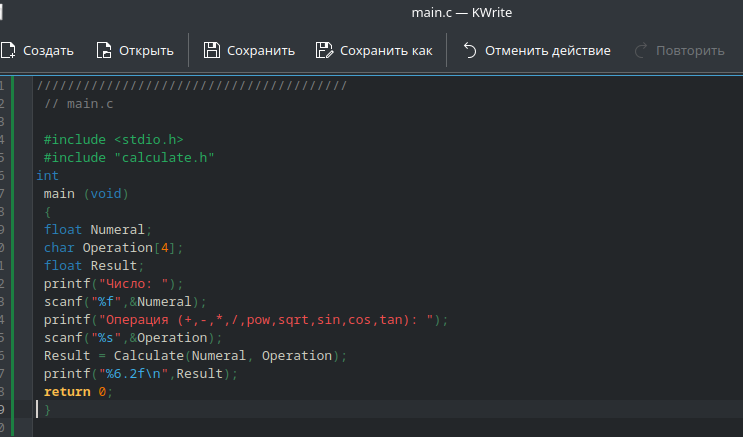 main.c — KWrite
Создать Открыть Сохранить Сохранить как Отменить действие Повторить
1 ////////////////////////////////////////
2 // main.c
3
4 #include <stdio.h>
5 #include "calculate.h"
6 int
7 main (void)
8 {
9 float Numeral;
0 char Operation[4];
1 float Result;
2 printf("Число: ");
3 scanf("%f",&Numeral);
4 printf("Операция (+,-,*,/,pow,sqrt,sin,cos,tan): ");
5 scanf("%s",&Operation);
6 Result = Calculate(Numeral, Operation);
7 printf("%6.2f\n",Result);
8 return 0;
9 }
0